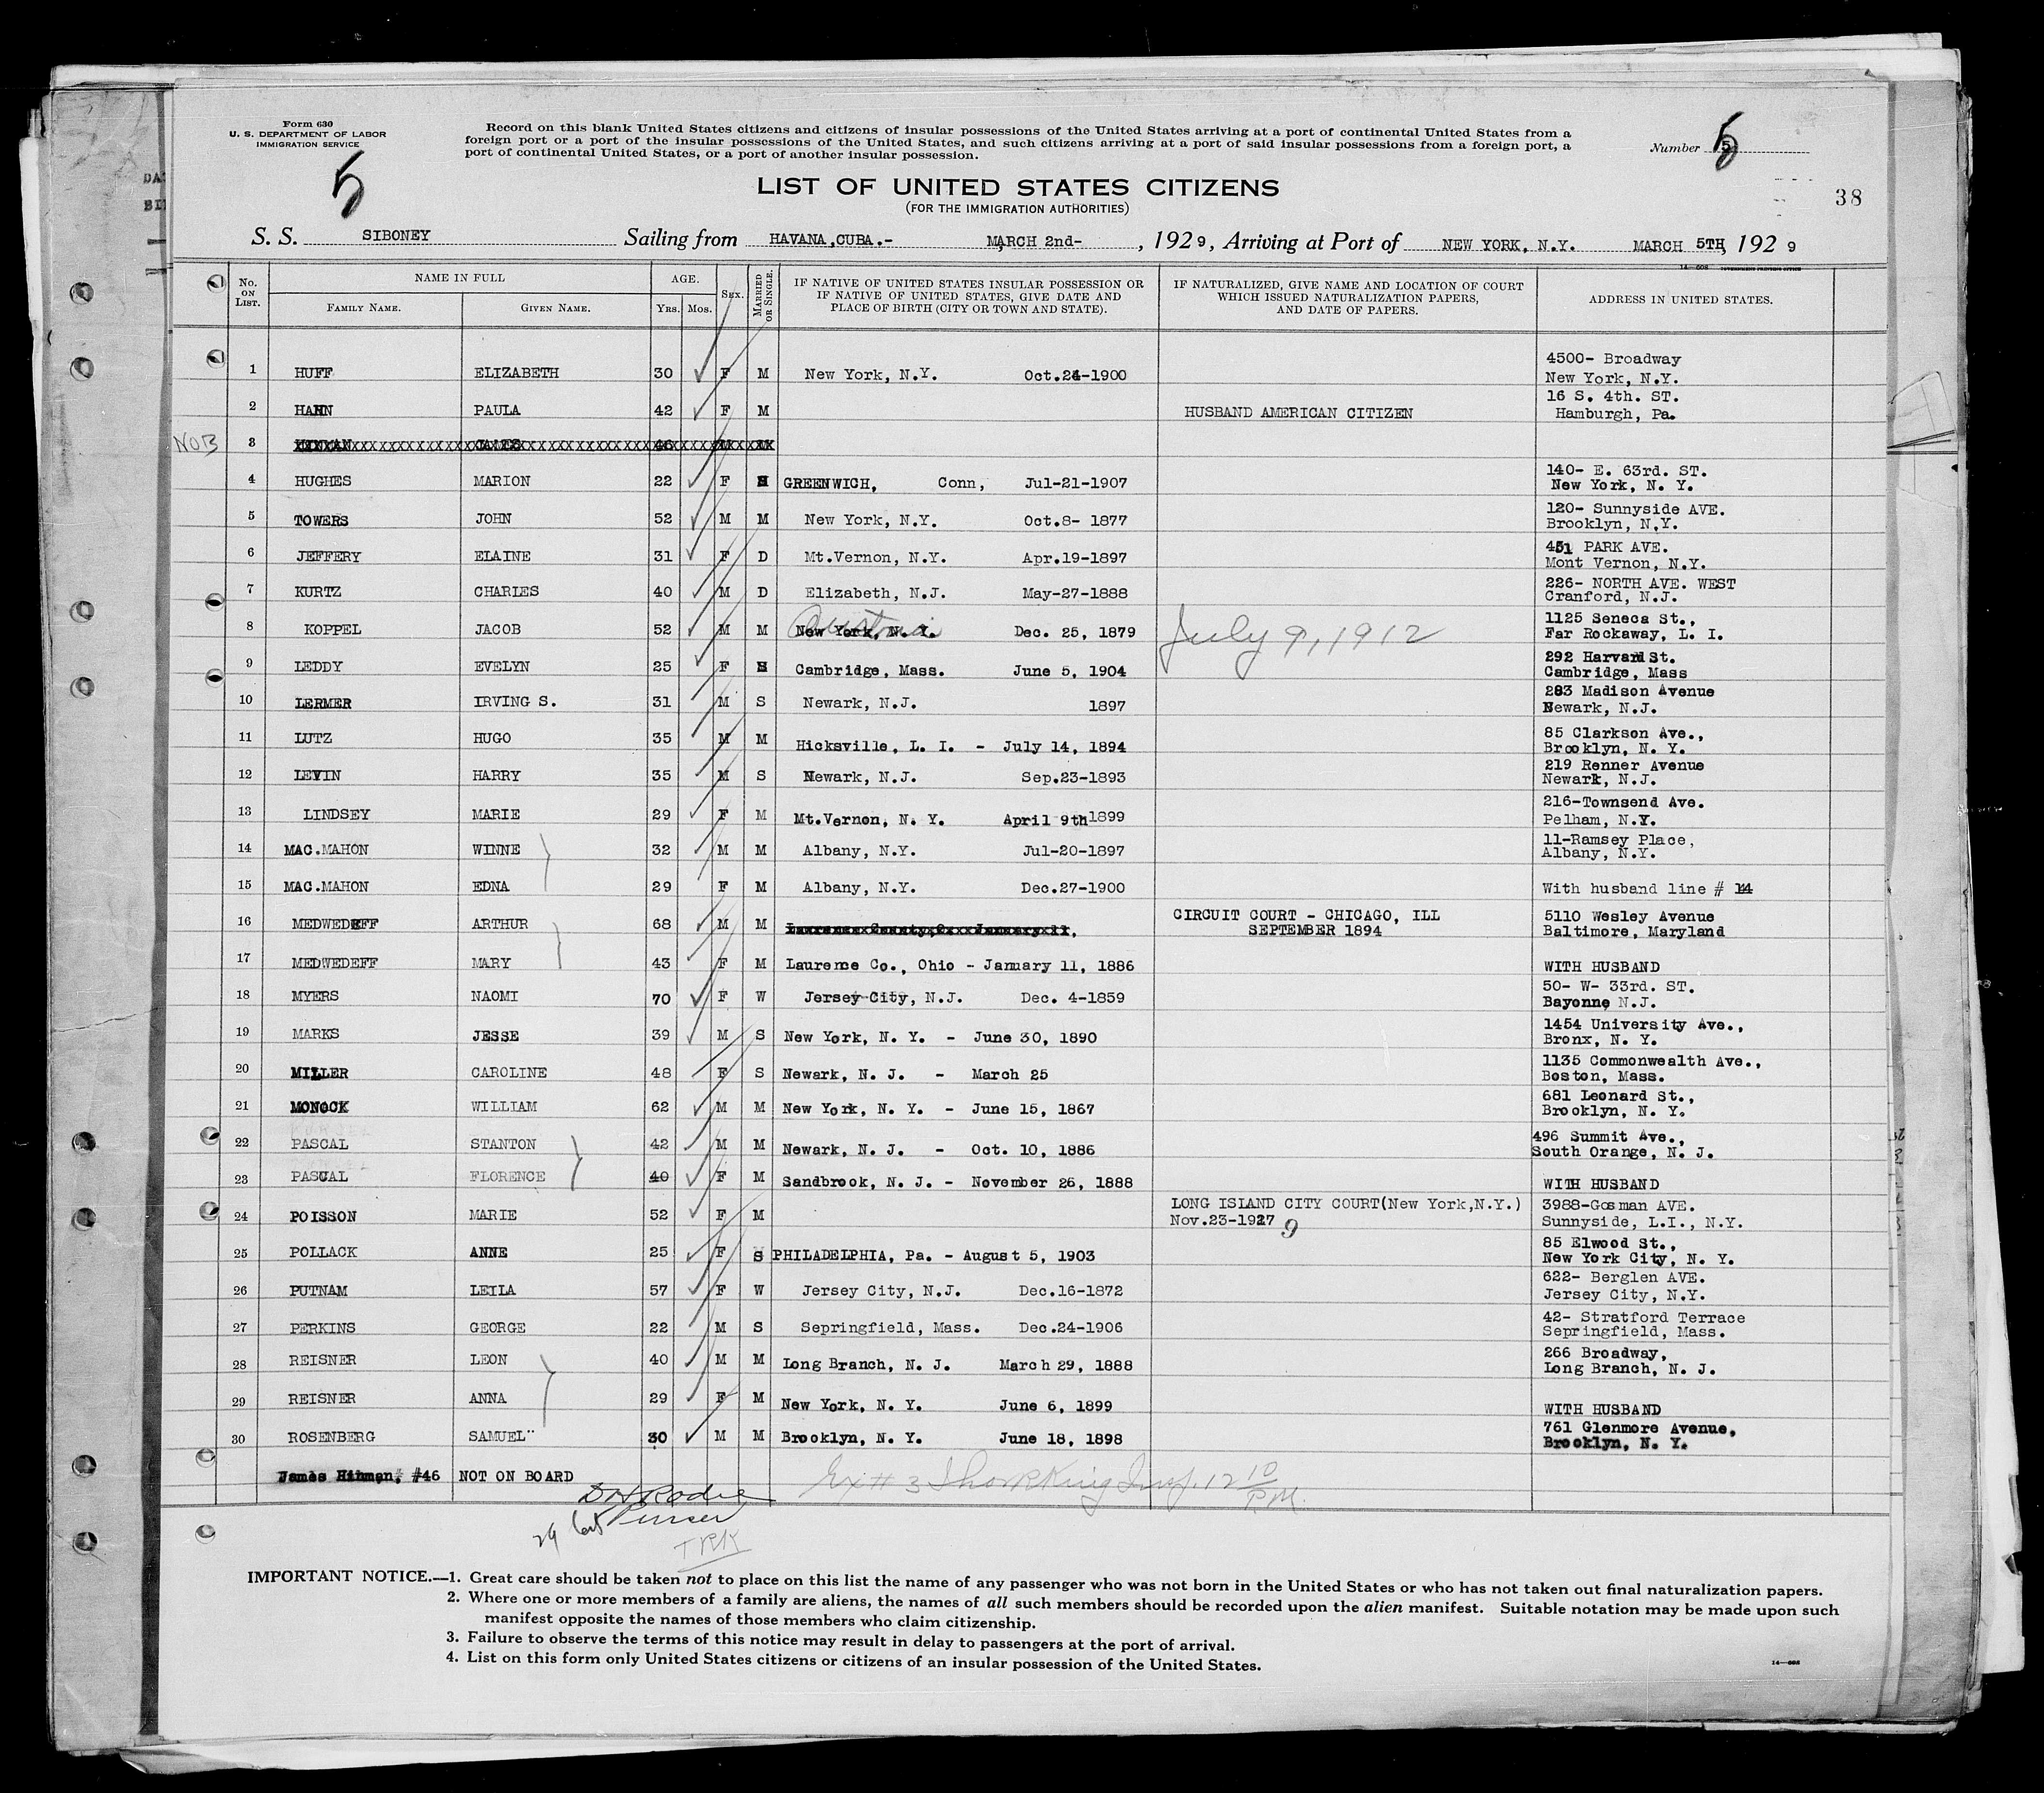 Form 630
U. S. DEPARTMENT OF LABOR
IMMIGRATION SERVICE
5
Record on this blank United States citizens and citizens of insular possessions of the United States arriving at a port of continental United States from a
foreign port or a port of the insular possessions of the United States, and such citizens arriving at a port of said insular possessions from a foreign port, a
port of continental United States, or a port of another insular possession.
Number 5
38
LIST OF UNITED STATES CITIZENS
(FOR THE IMMIGRATION AUTHORITIES)
S. S. SIBONEY Sailing from HAVANA,CUBA.- MARCH 2nd- , 1929, Arriving at Port of NEW YORK, N.Y. MARCH 5TH, 1929
No. ON LIST. NAME IN FULL FAMILY NAME. GIVEN NAME. AGE. YRS. MOS. SEX. MARRIED OR SINGLE. IF NATIVE OF UNITED STATES INSULAR POSSESSION OR IF NATIVE OF UNITED STATES, GIVE DATE AND PLACE OF BIRTH (CITY OR TOWN AND STATE). IF NATURALIZED, GIVE NAME AND LOCATION OF COURT WHICH ISSUED NATURALIZATION PAPERS, AND DATE OF PAPERS. ADDRESS IN UNITED STATES.
1 HUFF ELIZABETH 30 F M New York, N.Y. Oct.24-1900 4500- Broadway New York, N.Y.
2 HAHN PAULA 42 F M HUSBAND AMERICAN CITIZEN 16 S. 4th. ST. Hamburgh, Pa.
NOB 3 JAMES 46 M M
4 HUGHES MARION 22 F S GREENWICH, Conn, Jul-21-1907 140- E. 63rd. ST. New York, N. Y.
5 TOWERS JOHN 52 M M New York, N.Y. Oct.8- 1877 120- Sunnyside AVE. Brooklyn, N.Y.
6 JEFFERY ELAINE 31 F D Mt.Vernon, N.Y. Apr.19-1897 451 PARK AVE. Mont Vernon, N.Y.
7 KURTZ CHARLES 40 M D Elizabeth, N.J. May-27-1888 226- NORTH AVE. WEST Cranford, N.J.
8 KOPPEL JACOB 52 M M New York, N.Y. Austria Dec. 25, 1879 July 9, 1912 1125 Seneca St., Far Rockaway, L. I.
9 LEDDY EVELYN 25 F S Cambridge, Mass. June 5, 1904 292 Harvard St. Cambridge, Mass
10 LERMER IRVING S. 31 M S Newark, N.J. 1897 283 Madison Avenue Newark, N.J.
11 LUTZ HUGO 35 M M Hicksville, L. I. - July 14, 1894 85 Clarkson Ave., Brooklyn, N. Y.
12 LEVIN HARRY 35 M S Newark, N.J. Sep.23-1893 219 Renner Avenue Newark, N.J.
13 LINDSEY MARIE 29 F M Mt.Vernon, N. Y. April 9th 1899 216-Townsend Ave. Pelham, N.Y.
14 MAC.MAHON WINNE 32 M M Albany, N.Y. Jul-20-1897 11-Ramsey Place, Albany, N.Y.
15 MAC.MAHON EDNA 29 F M Albany, N.Y. Dec.27-1900 With husband line # 14
16 MEDWEDEFF ARTHUR 68 M M CIRCUIT COURT - CHICAGO, ILL SEPTEMBER 1894 5110 Wesley Avenue Baltimore, Maryland
17 MEDWEDEFF MARY 43 F M Laurence Co., Ohio - January 11, 1886 WITH HUSBAND
18 MYERS NAOMI 70 F W Jersey City, N.J. Dec. 4-1859 50- W- 33rd. ST. Bayonne N.J.
19 MARKS JESSE 39 M S New York, N. Y. - June 30, 1890 1454 University Ave., Bronx, N. Y.
20 MILLER CAROLINE 48 F S Newark, N. J. - March 25 1135 Commonwealth Ave., Boston, Mass.
21 MONOCK WILLIAM 62 M M New York, N. Y. - June 15, 1867 681 Leonard St., Brooklyn, N. Y.
22 PASCAL STANTON 42 M M Newark, N. J. - Oct. 10, 1886 496 Summit Ave., South Orange, N. J.
23 PASCAL FLORENCE 40 F M Sandbrook, N. J. - November 26, 1888 WITH HUSBAND
24 POISSON MARIE 52 F M LONG ISLAND CITY COURT(New York,N.Y.) Nov.23-1927 9 3988-Gosman AVE. Sunnyside, L.I., N.Y.
25 POLLACK ANNE 25 F S PHILADELPHIA, Pa. - August 5, 1903 85 Elwood St., New York City, N. Y.
26 PUTNAM LEILA 57 F W Jersey City, N.J. Dec.16-1872 622- Berglen AVE. Jersey City, N.Y.
27 PERKINS GEORGE 22 M S Sepringfield, Mass. Dec.24-1906 42- Stratford Terrace Sepringfield, Mass.
28 REISNER LEON 40 M M Long Branch, N. J. March 29, 1888 266 Broadway, Long Branch, N. J.
29 REISNER ANNA 29 F M New York, N. Y. June 6, 1899 WITH HUSBAND
30 ROSENBERG SAMUEL 30 M M Brooklyn, N. Y. June 18, 1898 761 Glenmore Avenue, Brooklyn, N. Y.
James Hinman, #46 NOT ON BOARD
Ex # 3 Insp. 12 10 P.M.
Purser
29
TRK
IMPORTANT NOTICE.—1. Great care should be taken not to place on this list the name of any passenger who was not born in the United States or who has not taken out final naturalization papers.
2. Where one or more members of a family are aliens, the names of all such members should be recorded upon the alien manifest. Suitable notation may be made upon such
manifest opposite the names of those members who claim citizenship.
3. Failure to observe the terms of this notice may result in delay to passengers at the port of arrival.
4. List on this form only United States citizens or citizens of an insular possession of the United States.